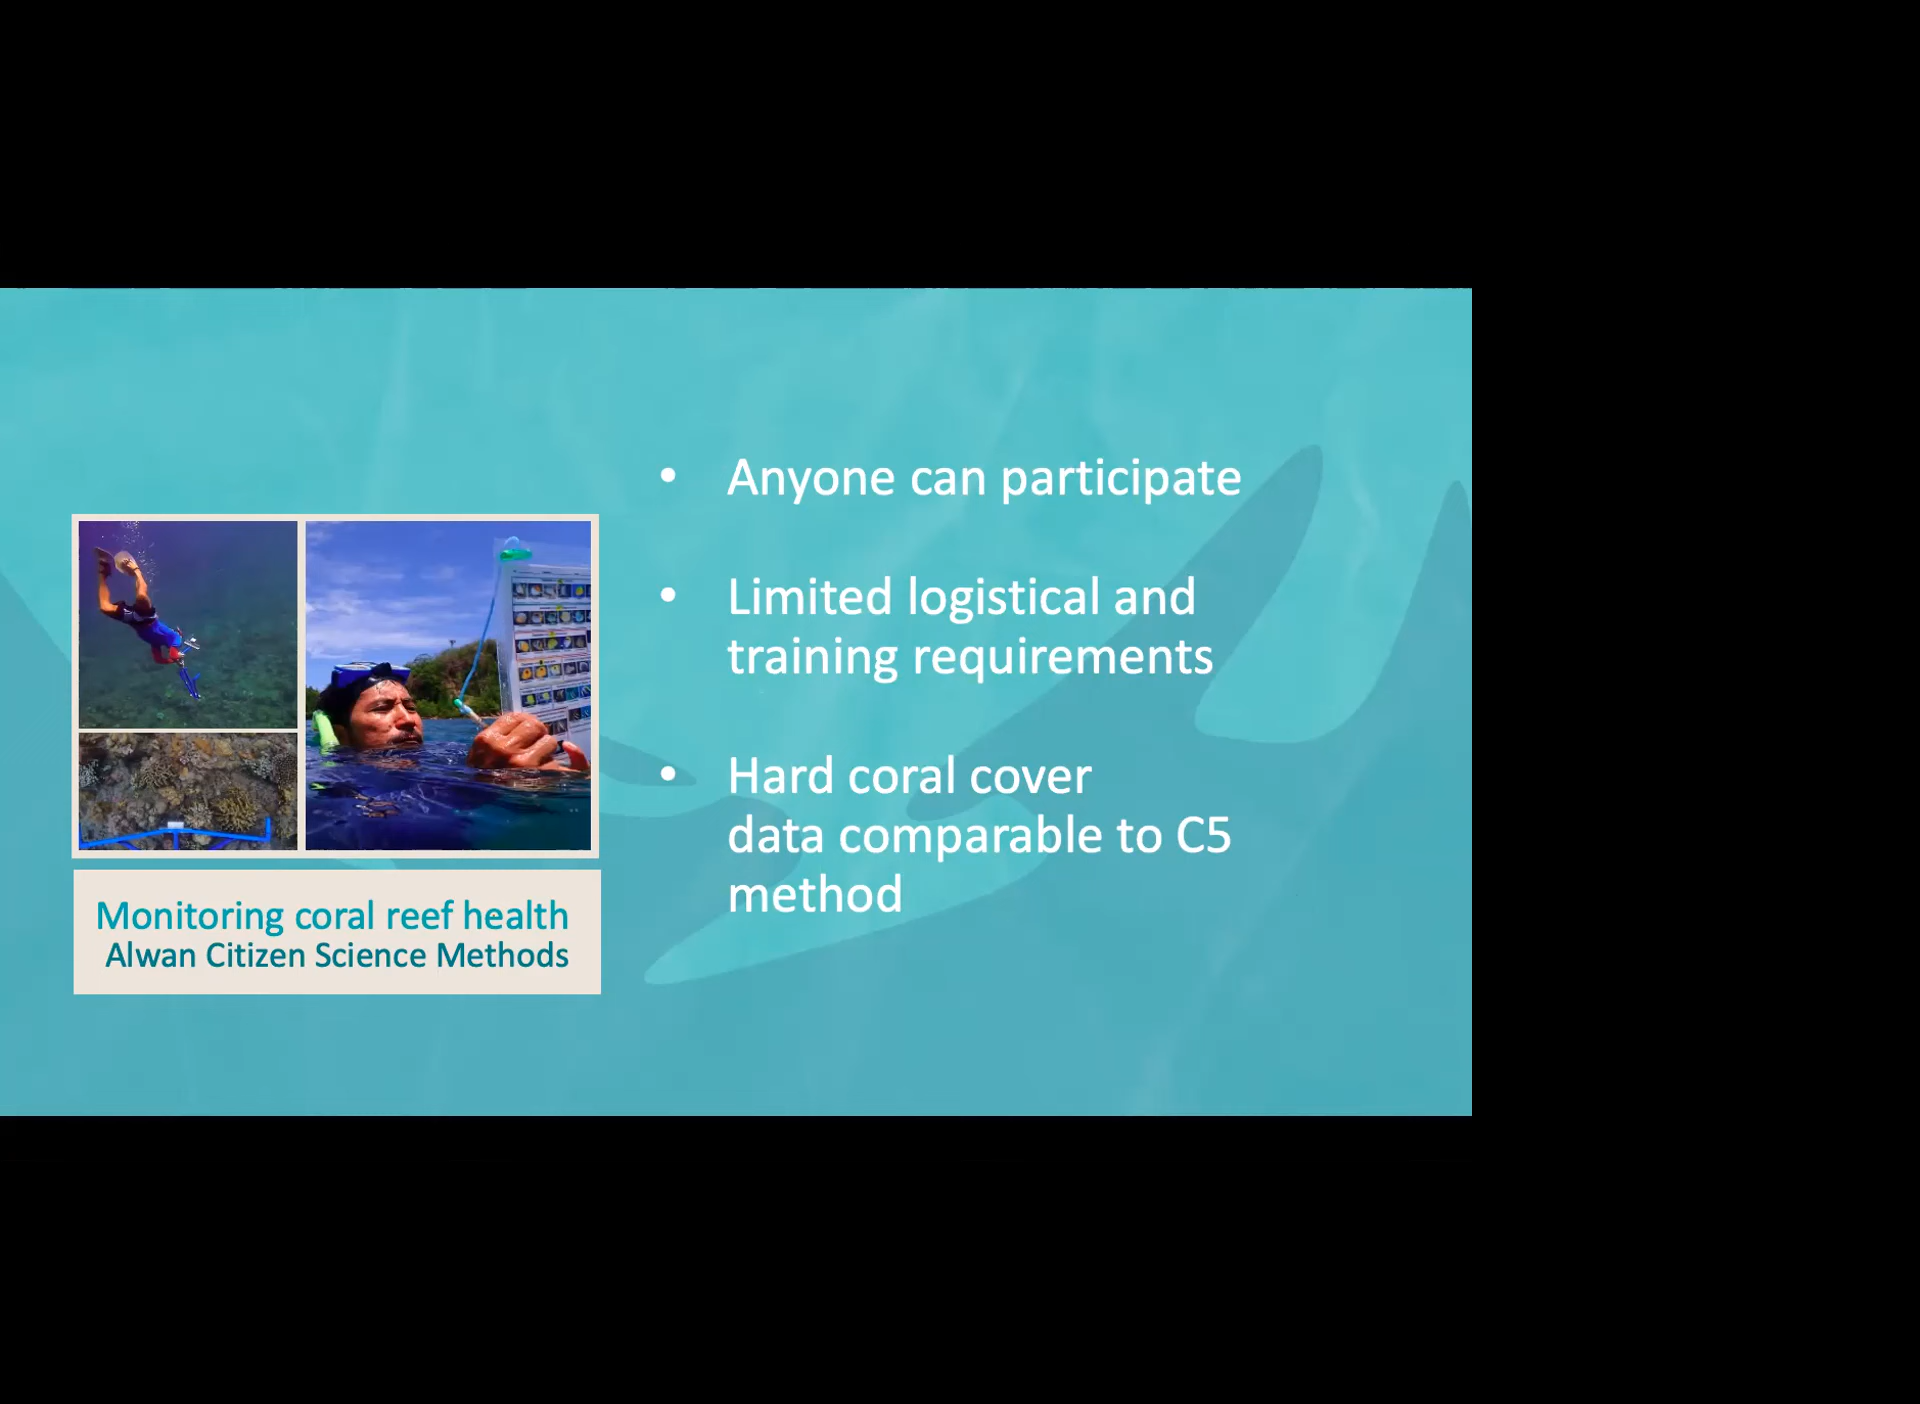 • Anyone can participate
• Limited logistical and
training requirements
• Hard coral cover
data comparable to C5
method
Monitoring coral reef health
Alwan Citizen Science Methods